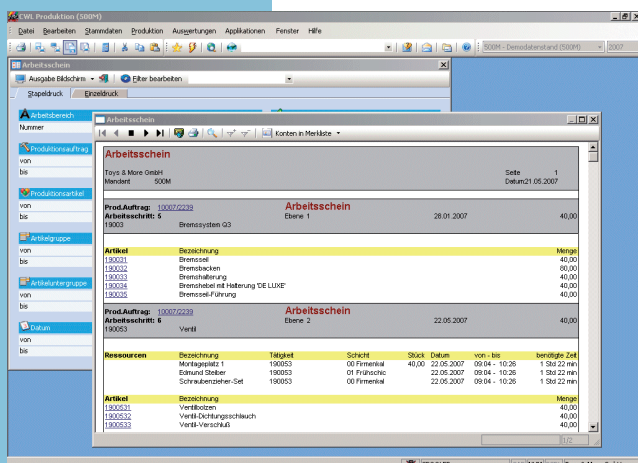 CWL Produktion (500M)
Datei Bearbeiten Stammdaten Produktion Auswertungen Applikationen Fenster Hilfe
500M - Demodatenstand (500M) 2007
Arbeitsschein
Ausgabe Bildschirm Filter bearbeiten
Stapeldruck Einzeldruck
Arbeitsbereich
Nummer
Produktionsauftrag
von
bis
Produktionsartikel
von
bis
Artikelgruppe
von
bis
Artikeluntergruppe
von
bis
Datum
von
bis
Arbeitsschein
Konten in Merkliste
Arbeitsschein
Toys & More GmbH Seite 1
Mandant 500M Datum21.05.2007
Prod.Auftrag: 10007/2239 Arbeitsschein
Arbeitsschritt: 5 Ebene 1 28.01.2007 40,00
19003 Bremssystem Q3
Artikel Bezeichnung Menge
190031 Bremsseil 40,00
190032 Bremsbacken 80,00
190033 Bremshalterung 40,00
190034 Bremshebel mit Halterung 'DE LUXE' 40,00
190035 Bremsseil-Führung 40,00
Prod.Auftrag: 10007/2239 Arbeitsschein
Arbeitsschritt: 6 Ebene 2 22.05.2007 40,00
190053 Ventil
Ressourcen Bezeichnung Tätigkeit Schicht Stück Datum von - bis benötigte Zeit
Montageplatz 1 190053 00 Firmenkal 40,00 22.05.2007 09:04 - 10:26 1 Std 22 min
Edmund Steiber 190053 01 Frühschic 22.05.2007 09:04 - 10:26 1 Std 22 min
Schraubenzieher-Set 190053 00 Firmenkal 22.05.2007 09:04 - 10:26 1 Std 22 min
Artikel Bezeichnung Menge
1900531 Ventilbolzen 40,00
1900532 Ventil-Dichtungsschlauch 40,00
1900533 Ventil-Verschluß 40,00
1/2